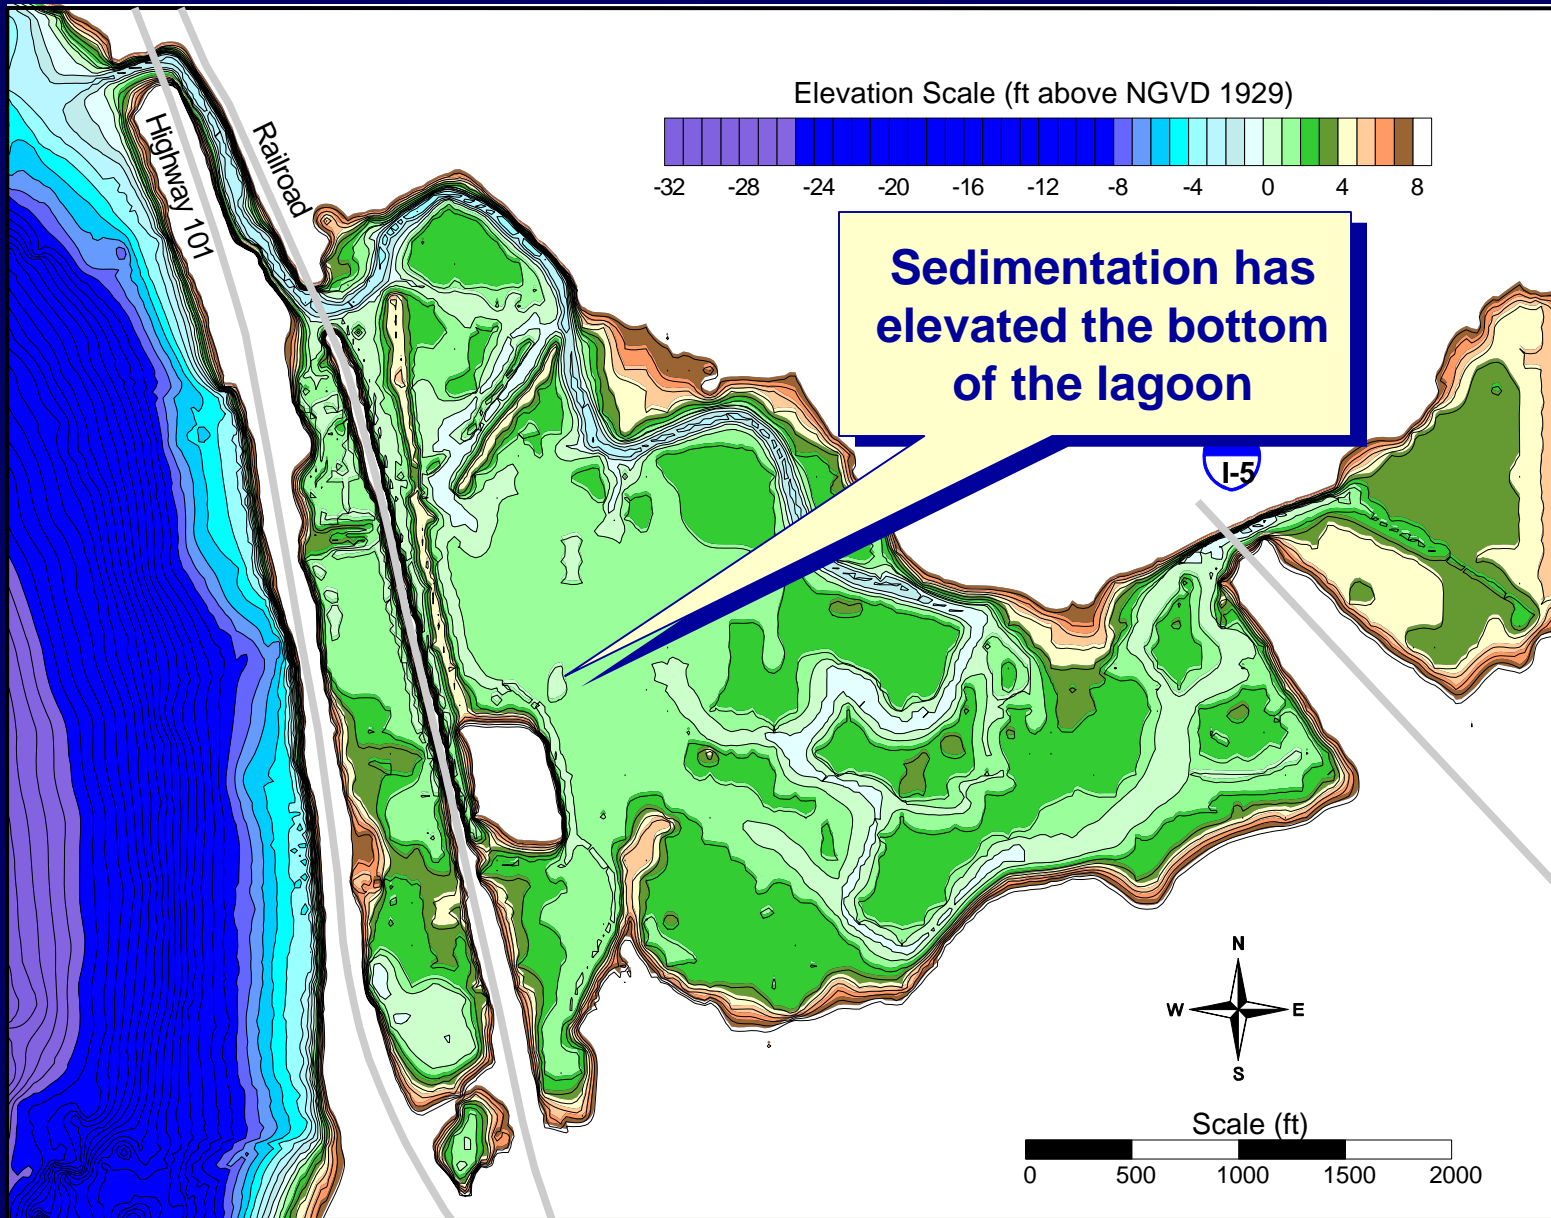 Elevation Scale (ft above NGVD 1929)
-32 -28 -24 -20 -16 -12 -8 -4 0 4 8
Highway 101
Railroad
Sedimentation has
elevated the bottom
of the lagoon
I-5
N
W E
S
Scale (ft)
0 500 1000 1500 2000